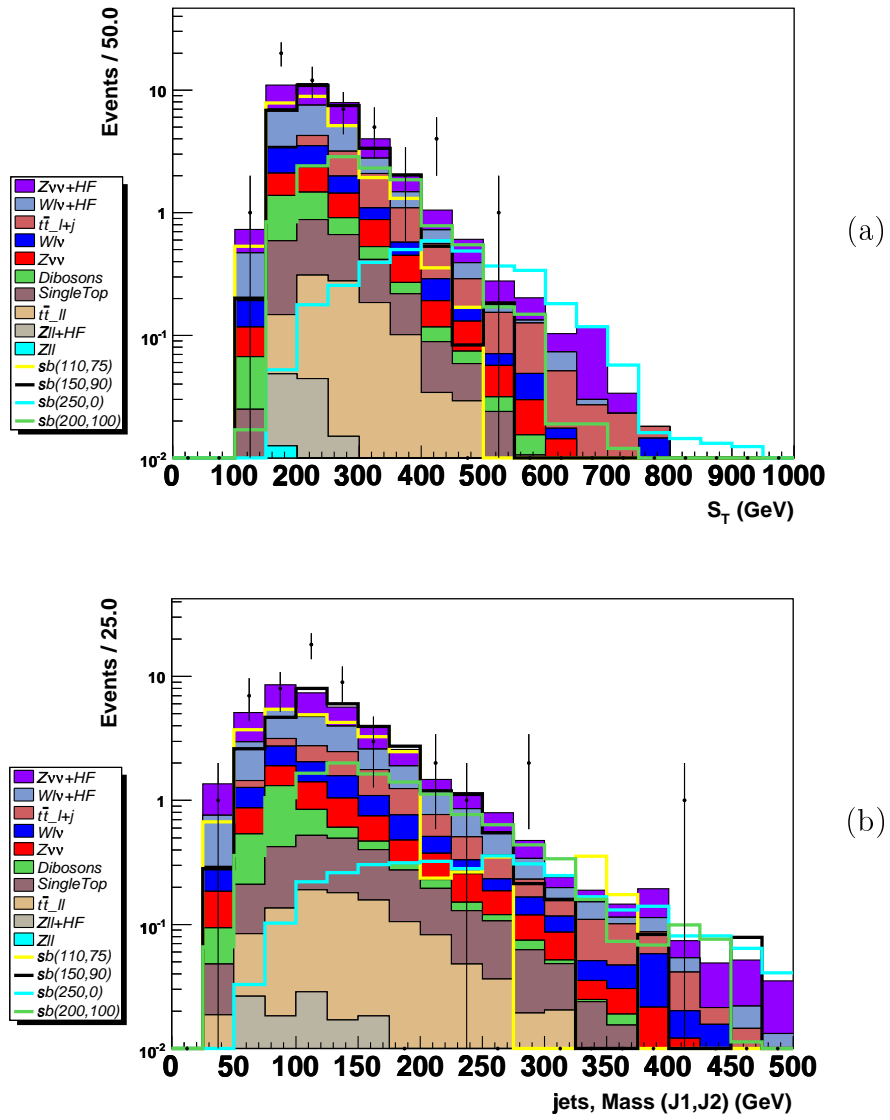 Events / 50.0
10
1
10⁻¹
10⁻²
Zνν+HF
Wlν+HF
tt̄_l+j
Wlν
Zνν
Dibosons
SingleTop
tt̄_ll
Zll+HF
Zll
sb(110,75)
sb(150,90)
sb(250,0)
sb(200,100)
0 100 200 300 400 500 600 700 800 900 1000
S_T (GeV)
(a)
Events / 25.0
10
1
10⁻¹
10⁻²
Zνν+HF
Wlν+HF
tt̄_l+j
Wlν
Zνν
Dibosons
SingleTop
tt̄_ll
Zll+HF
Zll
sb(110,75)
sb(150,90)
sb(250,0)
sb(200,100)
0 50 100 150 200 250 300 350 400 450 500
jets, Mass (J1,J2) (GeV)
(b)